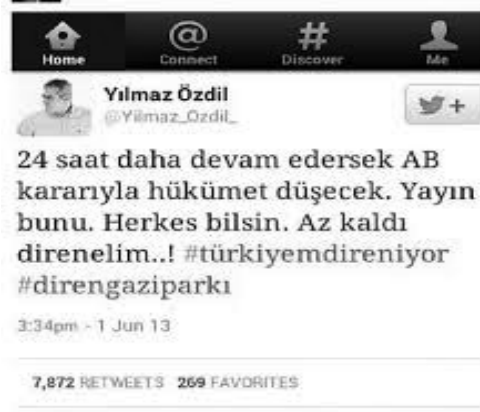 Home Connect Discover Me
Yılmaz Özdil
@Yilmaz_Ozdil_
24 saat daha devam edersek AB
kararıyla hükümet düşecek. Yayın
bunu. Herkes bilsin. Az kaldı
direnelim..! #türkiyemdireniyor
#direngaziparkı
3:34pm - 1 Jun 13
7,872 RETWEETS 269 FAVORITES